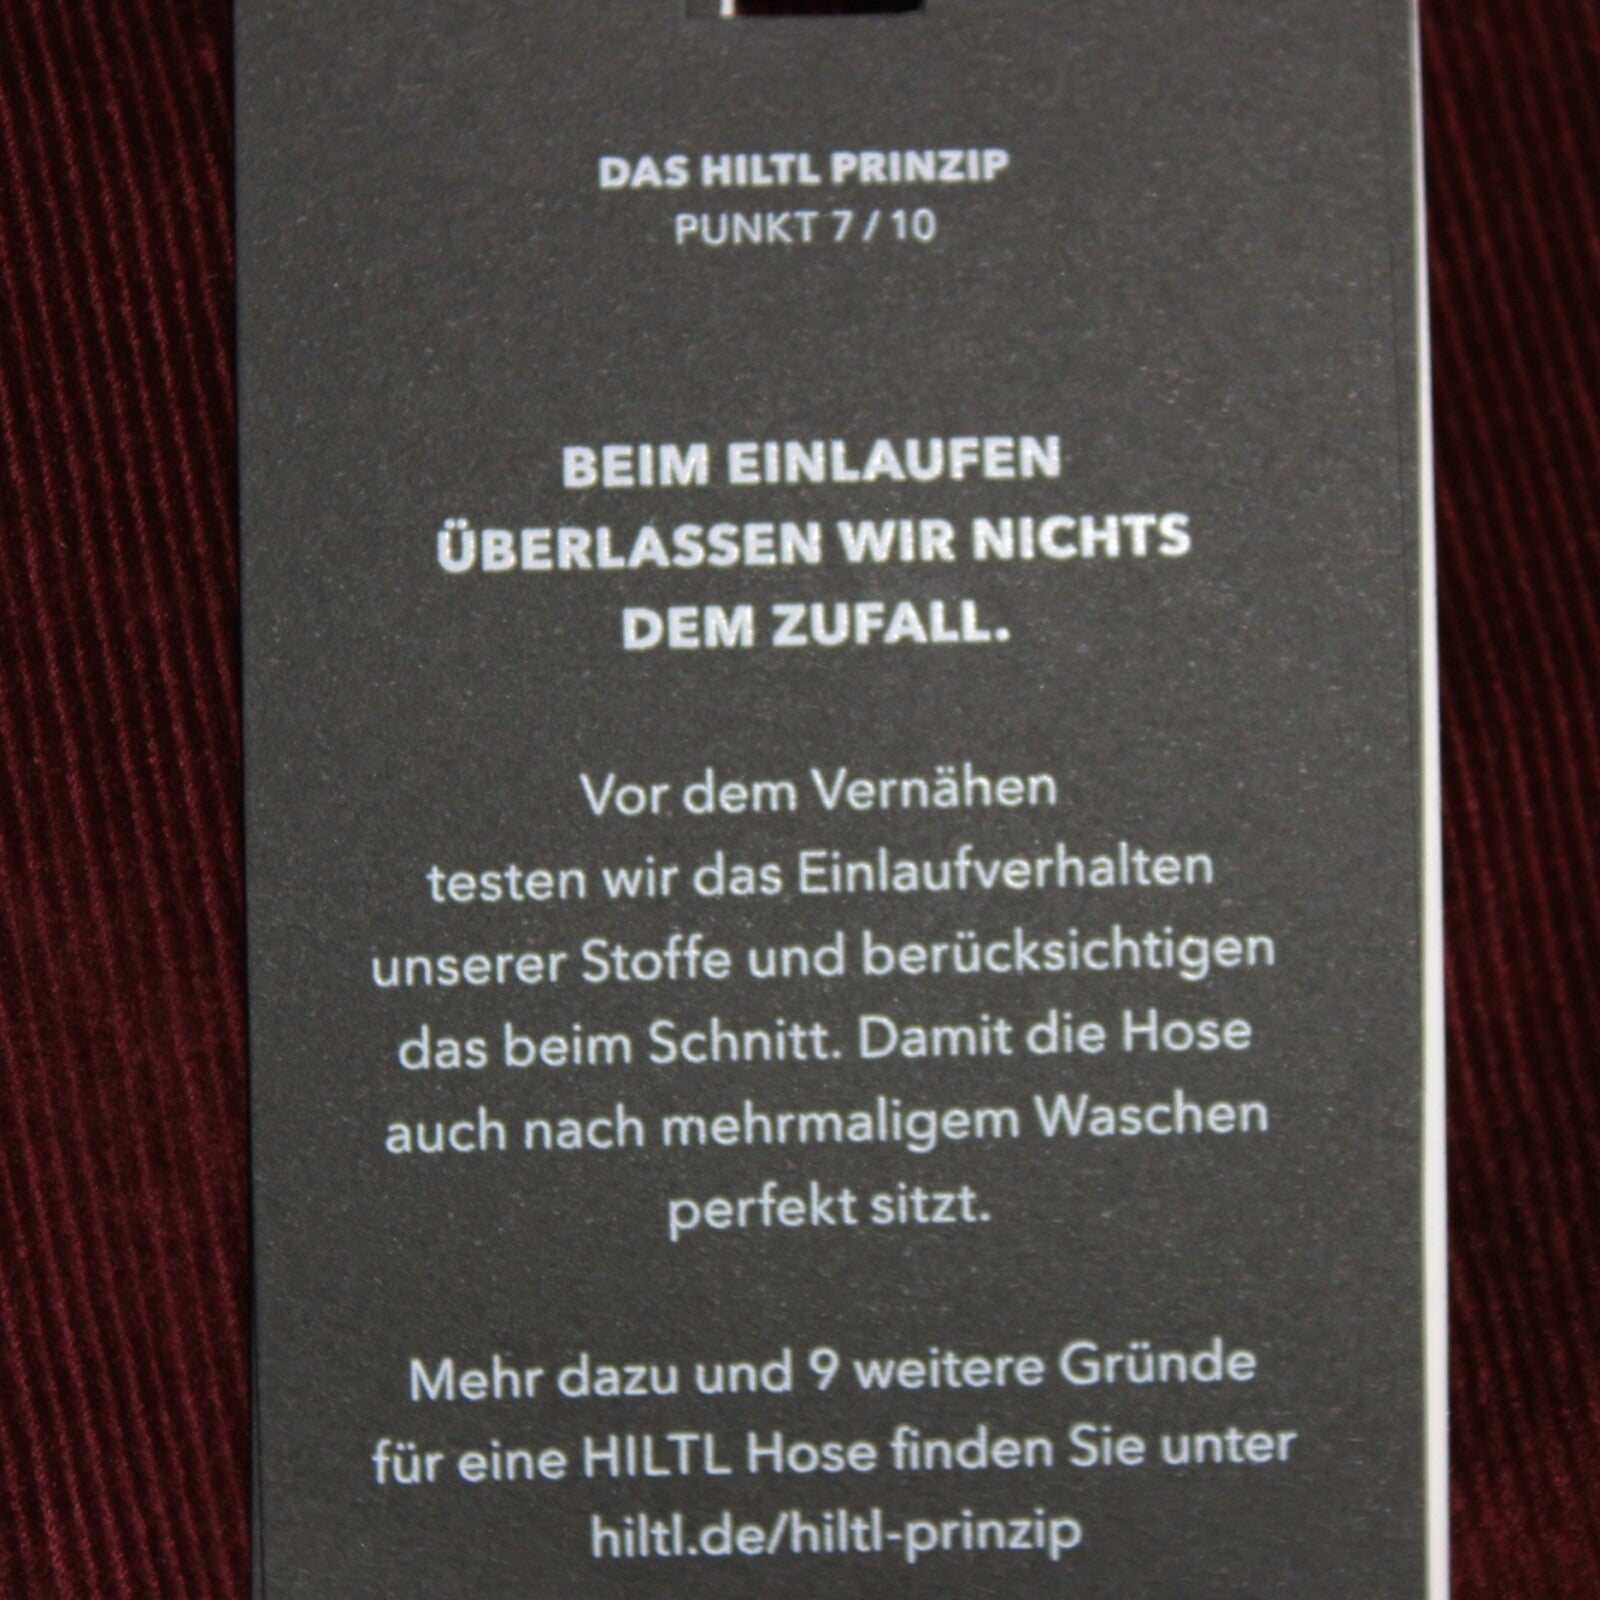 DAS HILTL PRINZIP
PUNKT 7 / 10
BEIM EINLAUFEN
ÜBERLASSEN WIR NICHTS
DEM ZUFALL.
Vor dem Vernähen
testen wir das Einlaufverhalten
unserer Stoffe und berücksichtigen
das beim Schnitt. Damit die Hose
auch nach mehrmaligem Waschen
perfekt sitzt.
Mehr dazu und 9 weitere Gründe
für eine HILTL Hose finden Sie unter
hiltl.de/hiltl-prinzip